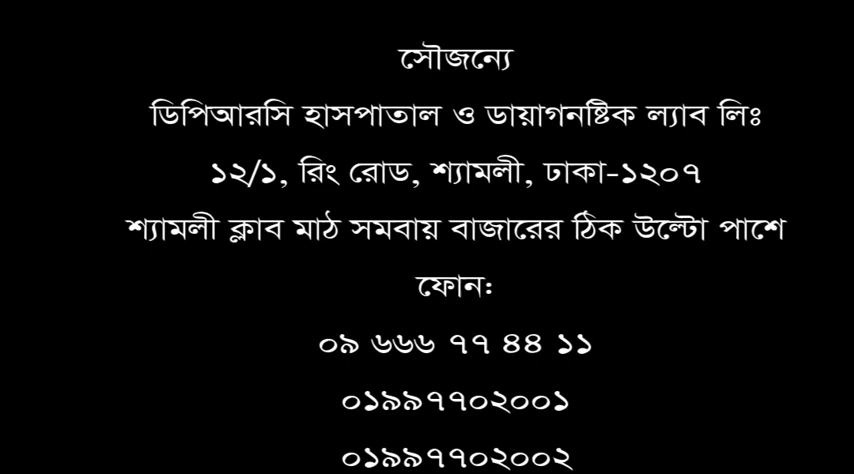 সৌজন্যে
ডিপিআরসি হাসপাতাল ও ডায়াগনষ্টিক ল্যাব লিঃ
১২/১, রিং রোড, শ্যামলী, ঢাকা-১২০৭
শ্যামলী ক্লাব মাঠ সমবায় বাজারের ঠিক উল্টো পাশে
ফোন:
০৯ ৬৬৬ ৭৭ ৪৪ ১১
০১৯৯৭৭০২০০১
০১৯৯৭৭০২০০২